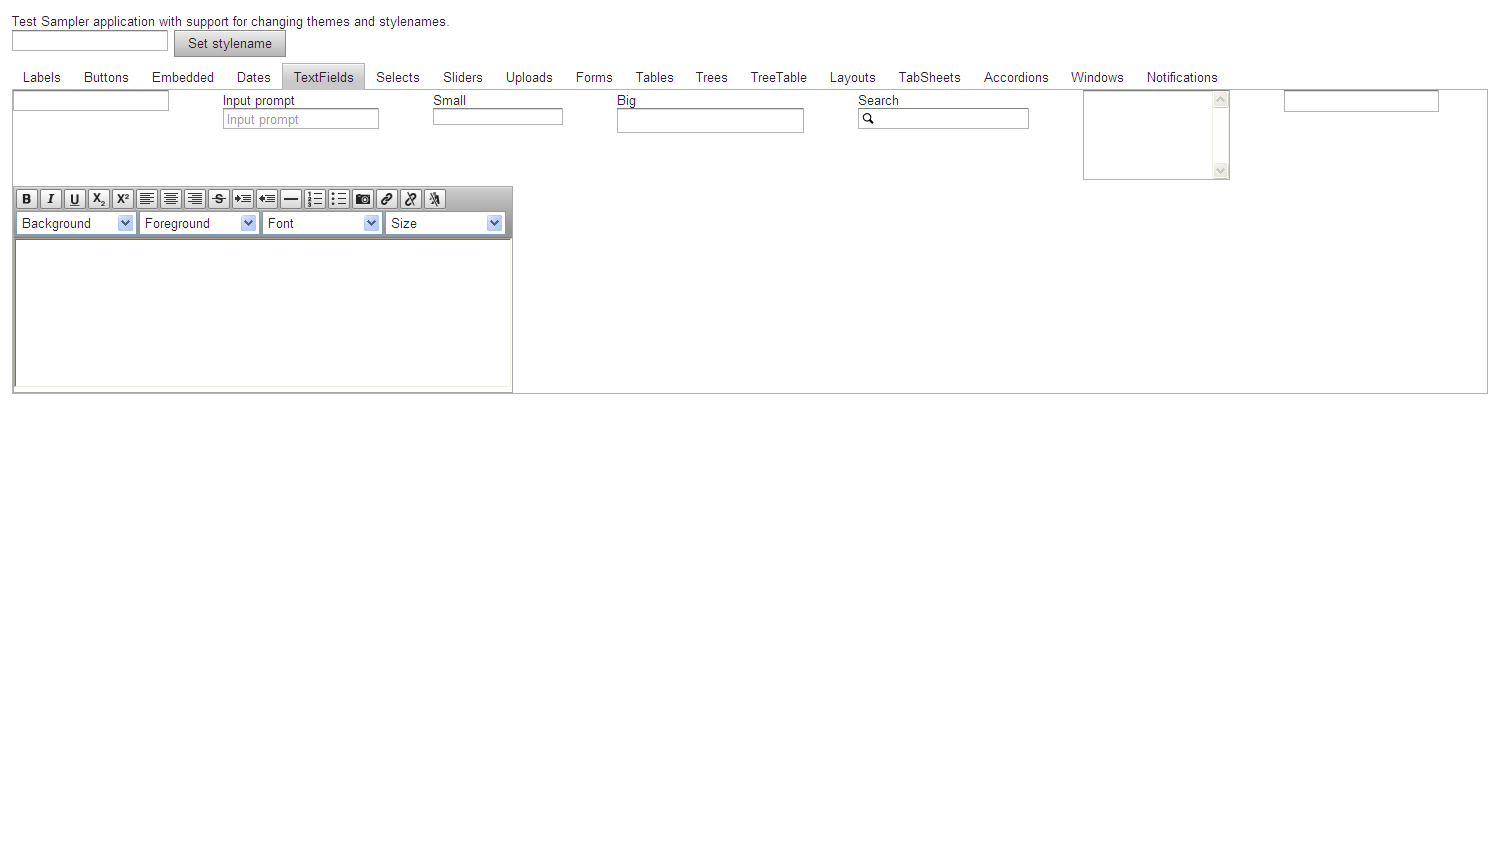 Test Sampler application with support for changing themes and stylenames.
Set stylename
Labels Buttons Embedded Dates TextFields Selects Sliders Uploads Forms Tables Trees TreeTable Layouts TabSheets Accordions Windows Notifications
Input prompt Small Big Search
Input prompt
B I U X2 X2 S
Background Foreground Font Size